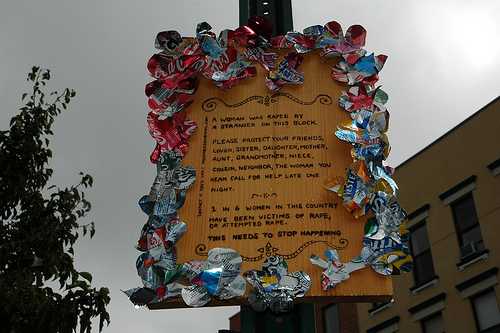 A WOMAN WAS RAPED BY
A STRANGER ON THIS BLOCK.
PLEASE PROTECT YOUR FRIENDS,
LOVER, SISTER, DAUGHTER, MOTHER,
AUNT, GRANDMOTHER, NIECE,
COUSIN, NEIGHBOR, THE WOMAN YOU
HEAR CALL FOR HELP LATE ONE
NIGHT.
1 IN 6 WOMEN IN THIS COUNTRY
HAVE BEEN VICTIMS OF RAPE,
OR ATTEMPTED RAPE.
THIS NEEDS TO STOP HAPPENING